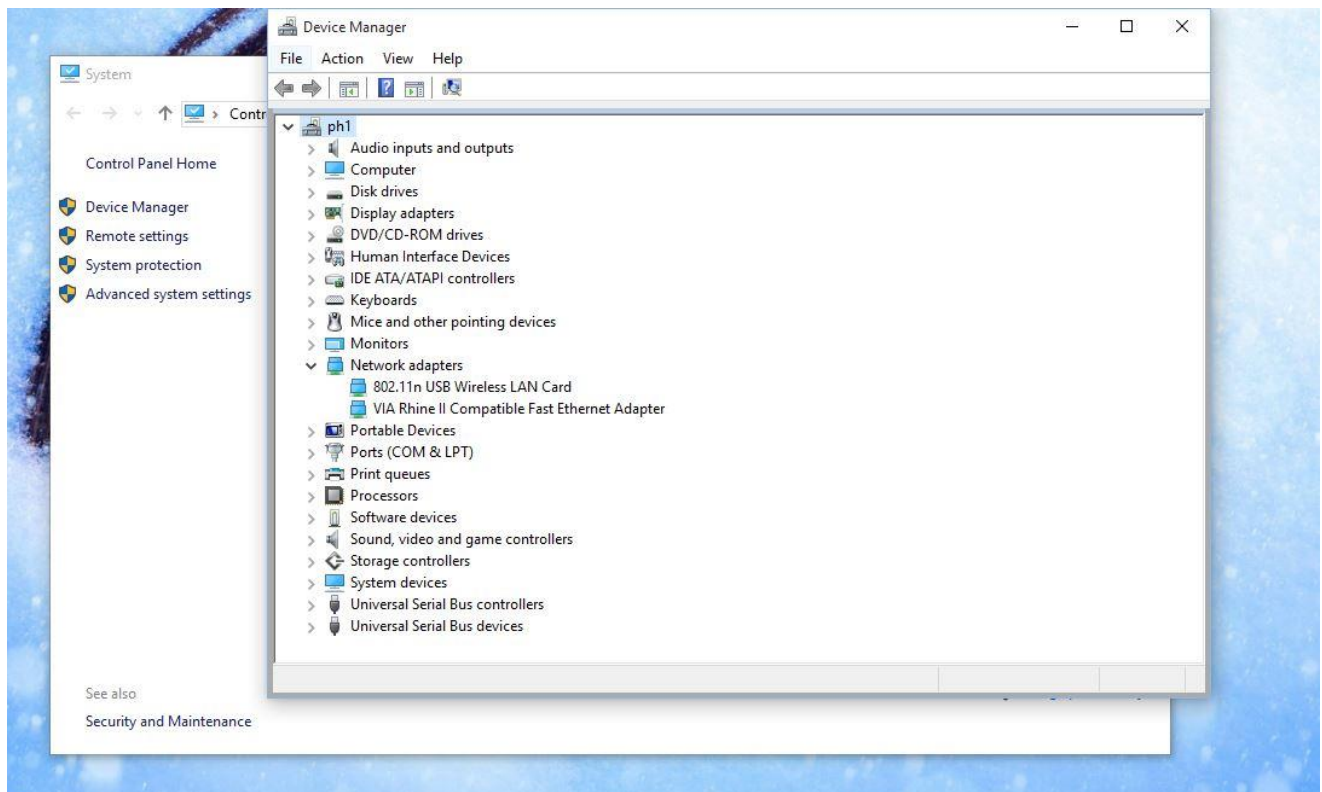 Device Manager
File Action View Help
System
Contr
Control Panel Home
Device Manager
Remote settings
System protection
Advanced system settings
See also
Security and Maintenance
ph1
Audio inputs and outputs
Computer
Disk drives
Display adapters
DVD/CD-ROM drives
Human Interface Devices
IDE ATA/ATAPI controllers
Keyboards
Mice and other pointing devices
Monitors
Network adapters
802.11n USB Wireless LAN Card
VIA Rhine II Compatible Fast Ethernet Adapter
Portable Devices
Ports (COM & LPT)
Print queues
Processors
Software devices
Sound, video and game controllers
Storage controllers
System devices
Universal Serial Bus controllers
Universal Serial Bus devices